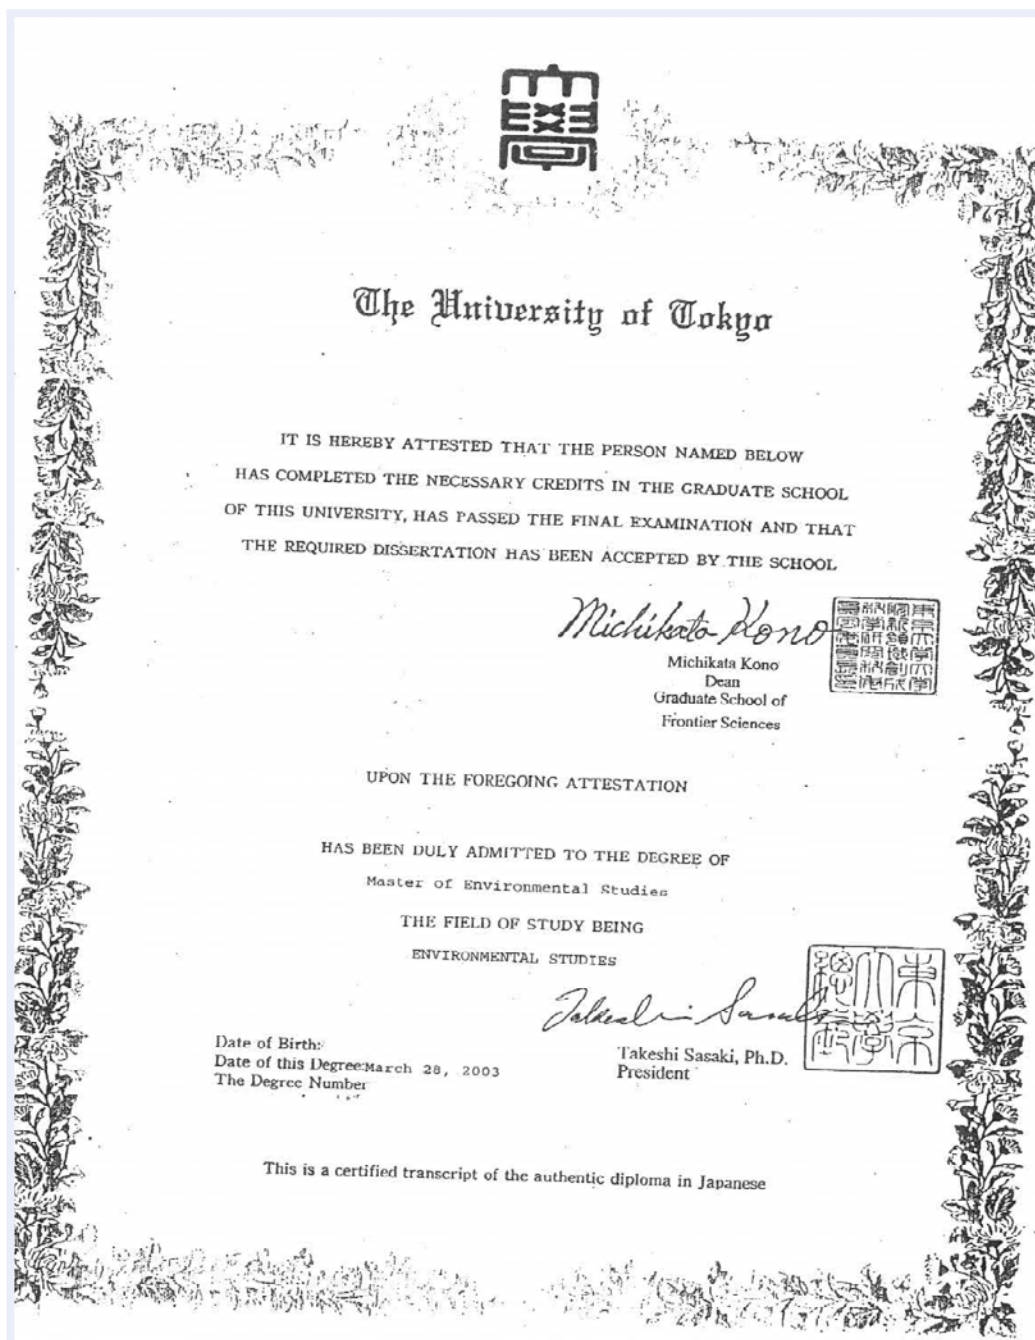 大學
The University of Tokyo
IT IS HEREBY ATTESTED THAT THE PERSON NAMED BELOW
HAS COMPLETED THE NECESSARY CREDITS IN THE GRADUATE SCHOOL
OF THIS UNIVERSITY, HAS PASSED THE FINAL EXAMINATION AND THAT
THE REQUIRED DISSERTATION HAS BEEN ACCEPTED BY THE SCHOOL
Michikata Kono
Michikata Kono
Dean
Graduate School of
Frontier Sciences
UPON THE FOREGOING ATTESTATION
HAS BEEN DULY ADMITTED TO THE DEGREE OF
Master of Environmental Studies
THE FIELD OF STUDY BEING
ENVIRONMENTAL STUDIES
Takeshi Sasaki
Takeshi Sasaki, Ph.D.
President
Date of Birth:
Date of this Degree:March 28, 2003
The Degree Number
This is a certified transcript of the authentic diploma in Japanese